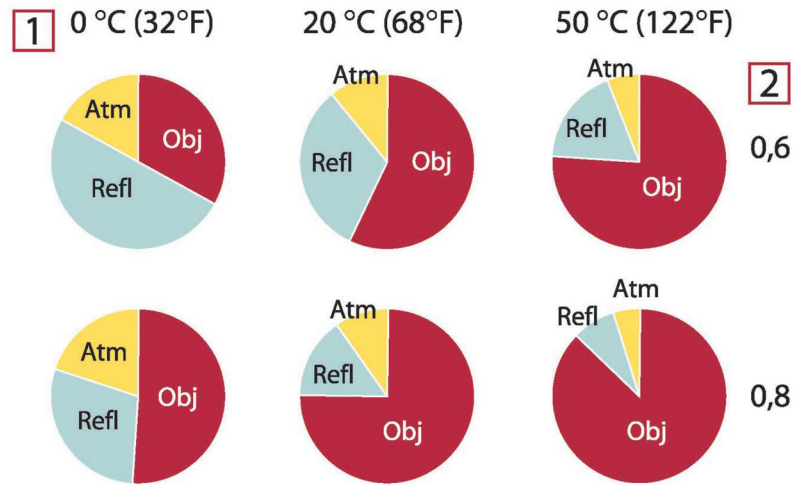 1 0 °C (32°F) 20 °C (68°F) 50 °C (122°F)
2
0,6
Atm
Obj
Refl
Atm
Refl
Obj
Atm
Refl
Obj
0,8
Atm
Obj
Refl
Atm
Refl
Obj
Atm
Refl
Obj